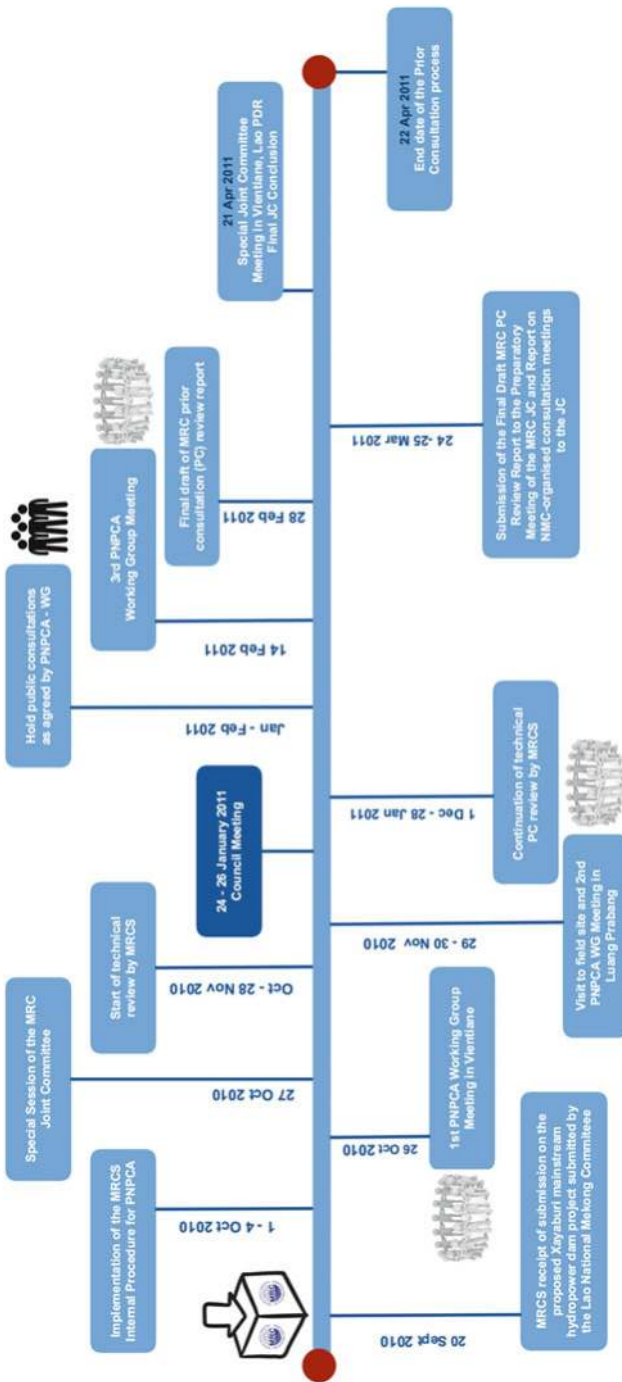 20 Sept 2010
MRCS receipt of submission on the
proposed Xayaburi mainstream
hydropower dam project submitted by
the Lao National Mekong Commiteee
MRC
MRC
1 - 4 Oct 2010
Implementation of the MRCS
Internal Procedure for PNPCA
26 Oct 2010
1st PNPCA Working Group
Meeting in Vientiane
27 Oct 2010
Special Session of the MRC
Joint Committee
Oct - 28 Nov 2010
Start of technical
review by MRCS
29 - 30 Nov 2010
Visit to field site and 2nd
PNPCA WG Meeting in
Luang Prabang
1 Dec - 28 Jan 2011
Continuation of technical
PC review by MRCS
24 - 26 January 2011
Council Meeting
Jan - Feb 2011
Hold public consultations
as agreed by PNPCA - WG
14 Feb 2011
3rd PNPCA
Working Group Meeting
28 Feb 2011
Final draft of MRC prior
consultation (PC) review report
24- 25 Mar 2011
Submission of the Final Draft MRC PC
Review Report to the Preparatory
Meeting of the MRC JC and Report on
NMC-organised consultation meetings
to the JC
21 Apr 2011
Special Joint Committee
Meeting in Vientiane, Lao PDR
Final JC Conclusion
22 Apr 2011
End date of the Prior
Consultation process